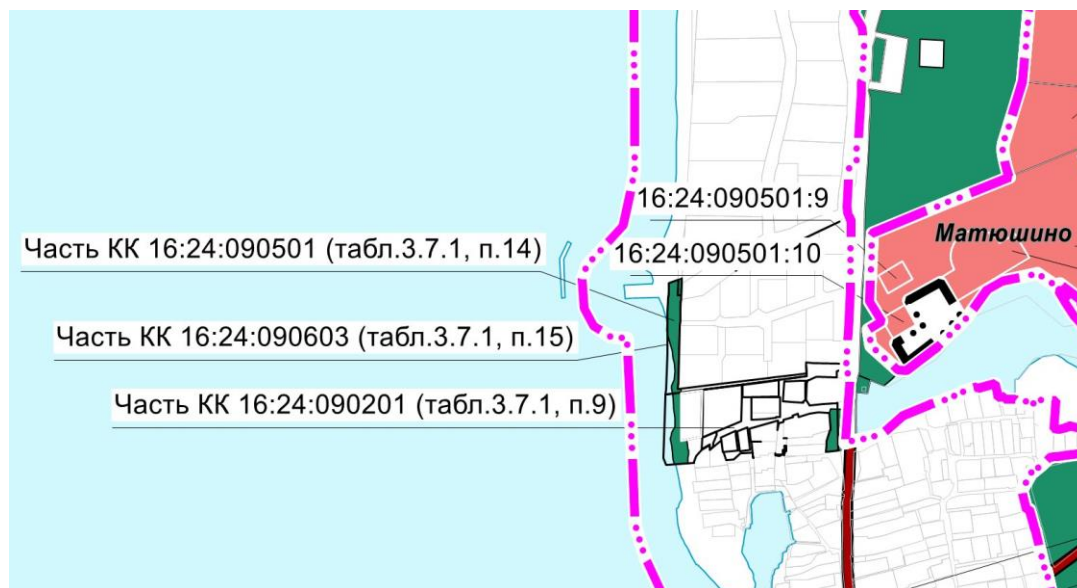 16:24:090501:9
Матюшино
Часть КК 16:24:090501 (табл.3.7.1, п.14)
16:24:090501:10
Часть КК 16:24:090603 (табл.3.7.1, п.15)
Часть КК 16:24:090201 (табл.3.7.1, п.9)